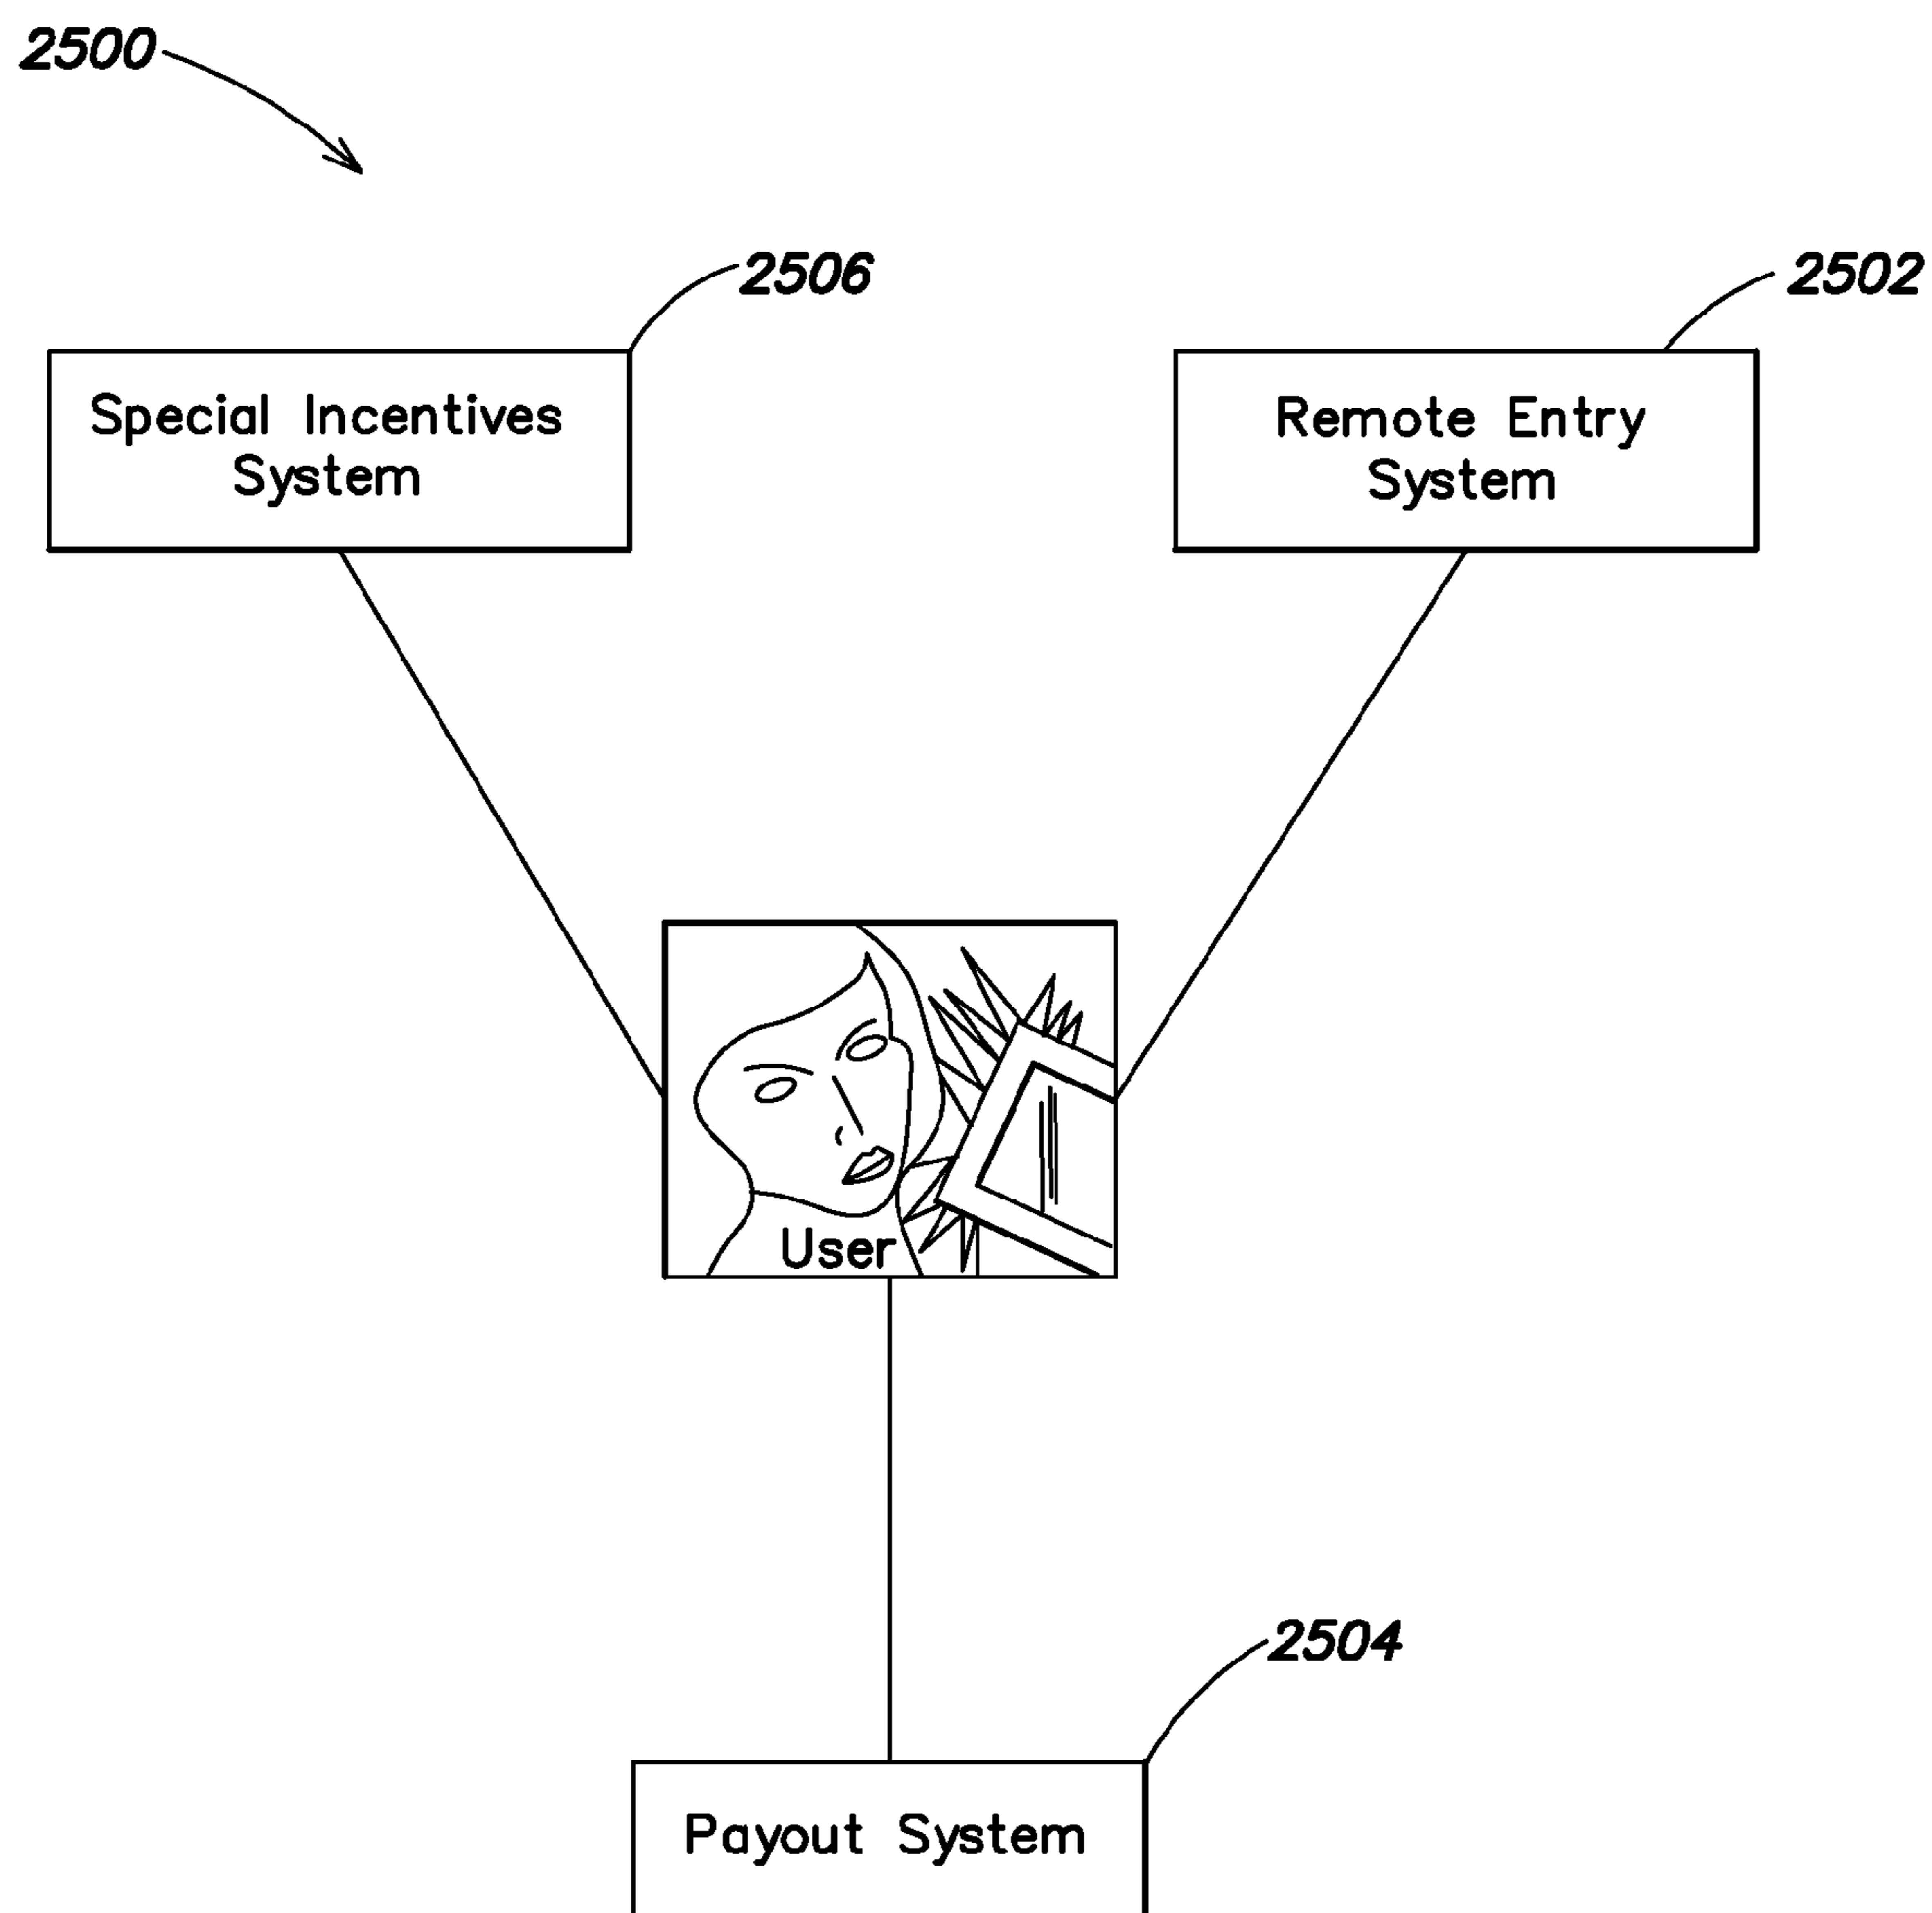 2500
2506
2502
Special Incentives
System
Remote Entry
System
User
2504
Payout System